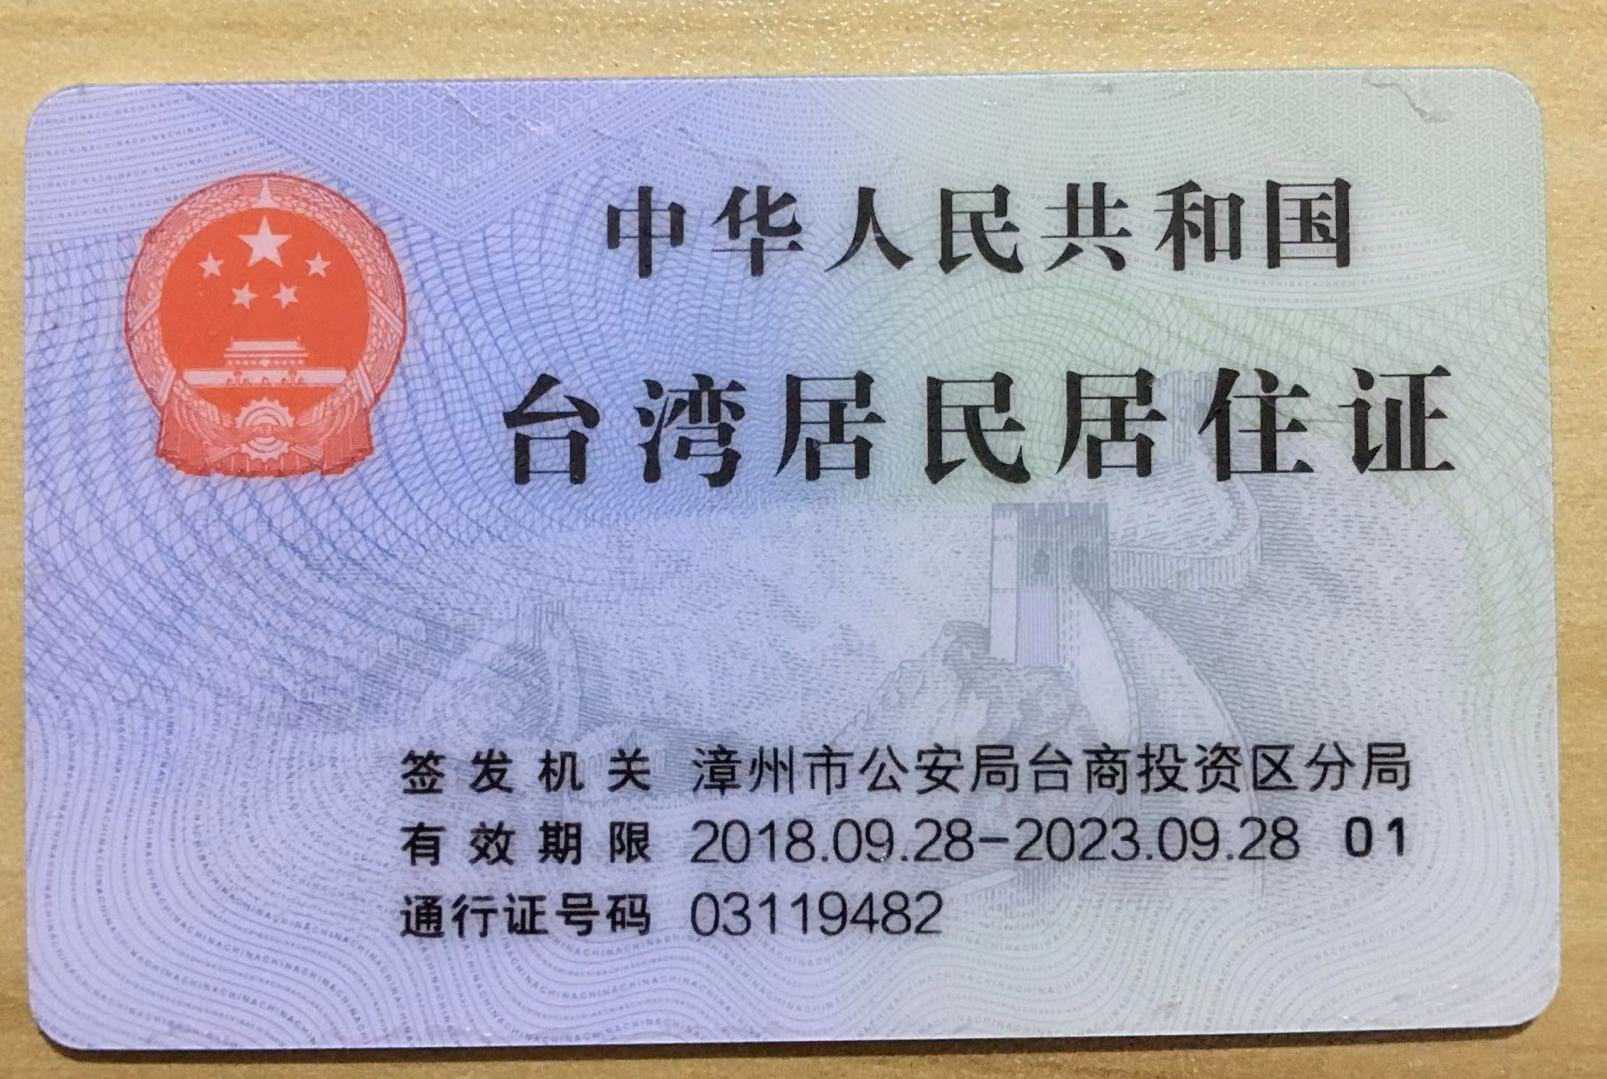 中华人民共和国
台湾居民居住证
签发机关 漳州市公安局台商投资区分局
有效期限 2018.09.28-2023.09.28 01
通行证号码 03119482